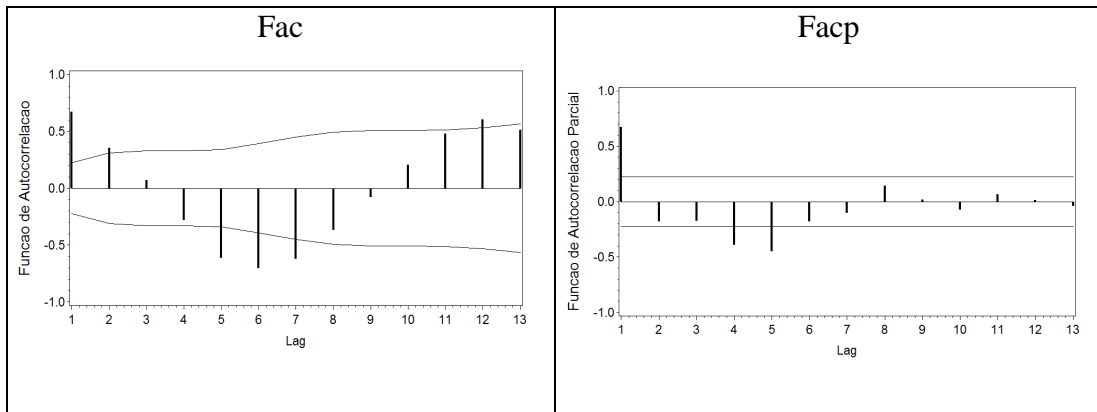 Fac
Funcao de Autocorrelacao
1.0
0.5
0.0
-0.5
-1.0
1 2 3 4 5 6 7 8 9 10 11 12 13
Lag
Facp
Funcao de Autocorrelacao Parcial
1.0
0.5
0.0
-0.5
-1.0
1 2 3 4 5 6 7 8 9 10 11 12 13
Lag